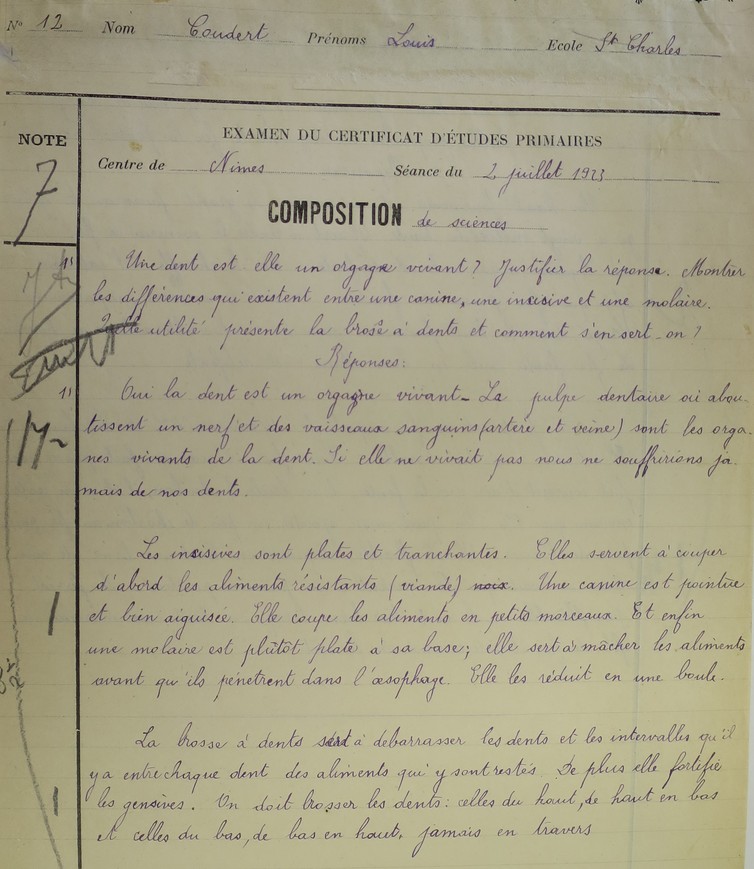 N° 12 Nom Coudert Prénoms Louis Ecole St Charles
NOTE
7
EXAMEN DU CERTIFICAT D'ÉTUDES PRIMAIRES
Centre de Nimes Séance du 2 juillet 1923
COMPOSITION de sciences
Une dent est elle un orgagne vivant ? Justifier la réponse. Montrer
les différences qui existent entre une canine, une incisive et une molaire.
Quelle utilité présente la brose à dents et comment s'en sert-on ?
Réponses :
Oui la dent est un orgagne vivant - La pulpe dentaire où abou-
tissent un nerf et des vaisseaux sanguins (artère et veine) sont les orga-
nes vivants de la dent. Si elle ne vivait pas nous ne souffririons ja
mais de nos dents.
Les incisives sont plates et tranchantes. Elles servent à couper
d'abord les aliments résistants (viande) noix. Une canine est pointue
et bien aiguisée. Elle coupe les aliments en petits morceaux. Et enfin
une molaire est plûtôt plate à sa base ; elle sert à mâcher les aliments
avant qu'ils pénètrent dans l'œsophage. Elle les réduit en une boule.
La brosse à dents sert à débarrasser les dents et les intervalles qu'il
y a entre chaque dent des aliments qui y sont restés. De plus elle fortifie
les gensives. On doit brosser les dents : celles du haut, de haut en bas
et celles du bas, de bas en haut, jamais en travers